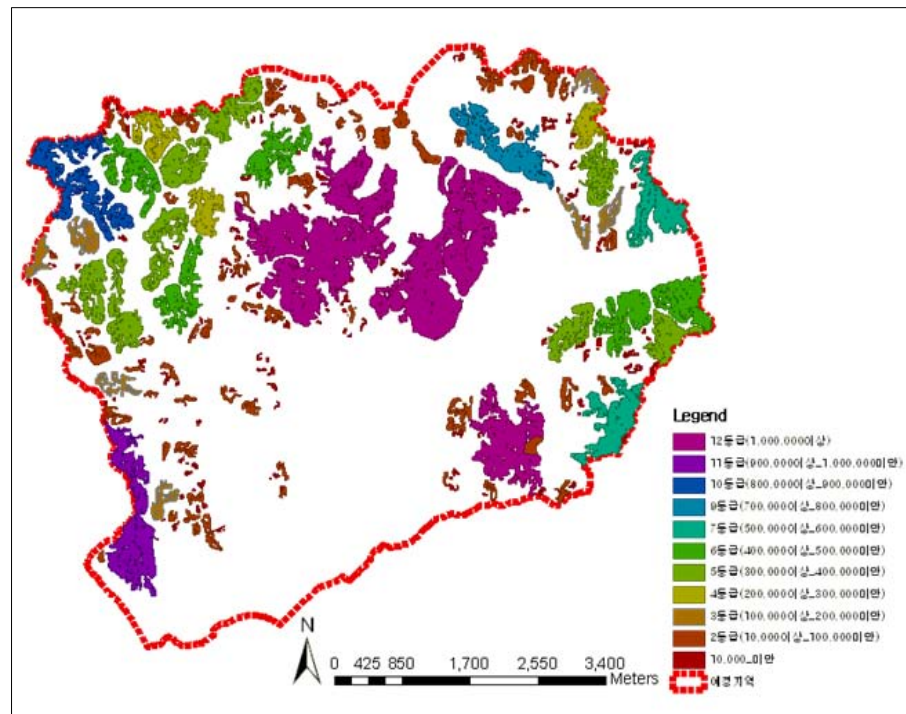 Legend
12등급(1,000,000이상)
11등급(900,000이상_1,000,000미만)
10등급(800,000이상_900,000미만)
9등급(700,000이상_800,000미만)
7등급(500,000이상_600,000미만)
6등급(400,000이상_500,000미만)
5등급(300,000이상_400,000미만)
4등급(200,000이상_300,000미만)
3등급(100,000이상_200,000미만)
2등급(10,000이상_100,000미만)
10,000_미만
N
0 425 850 1,700 2,550 3,400
Meters